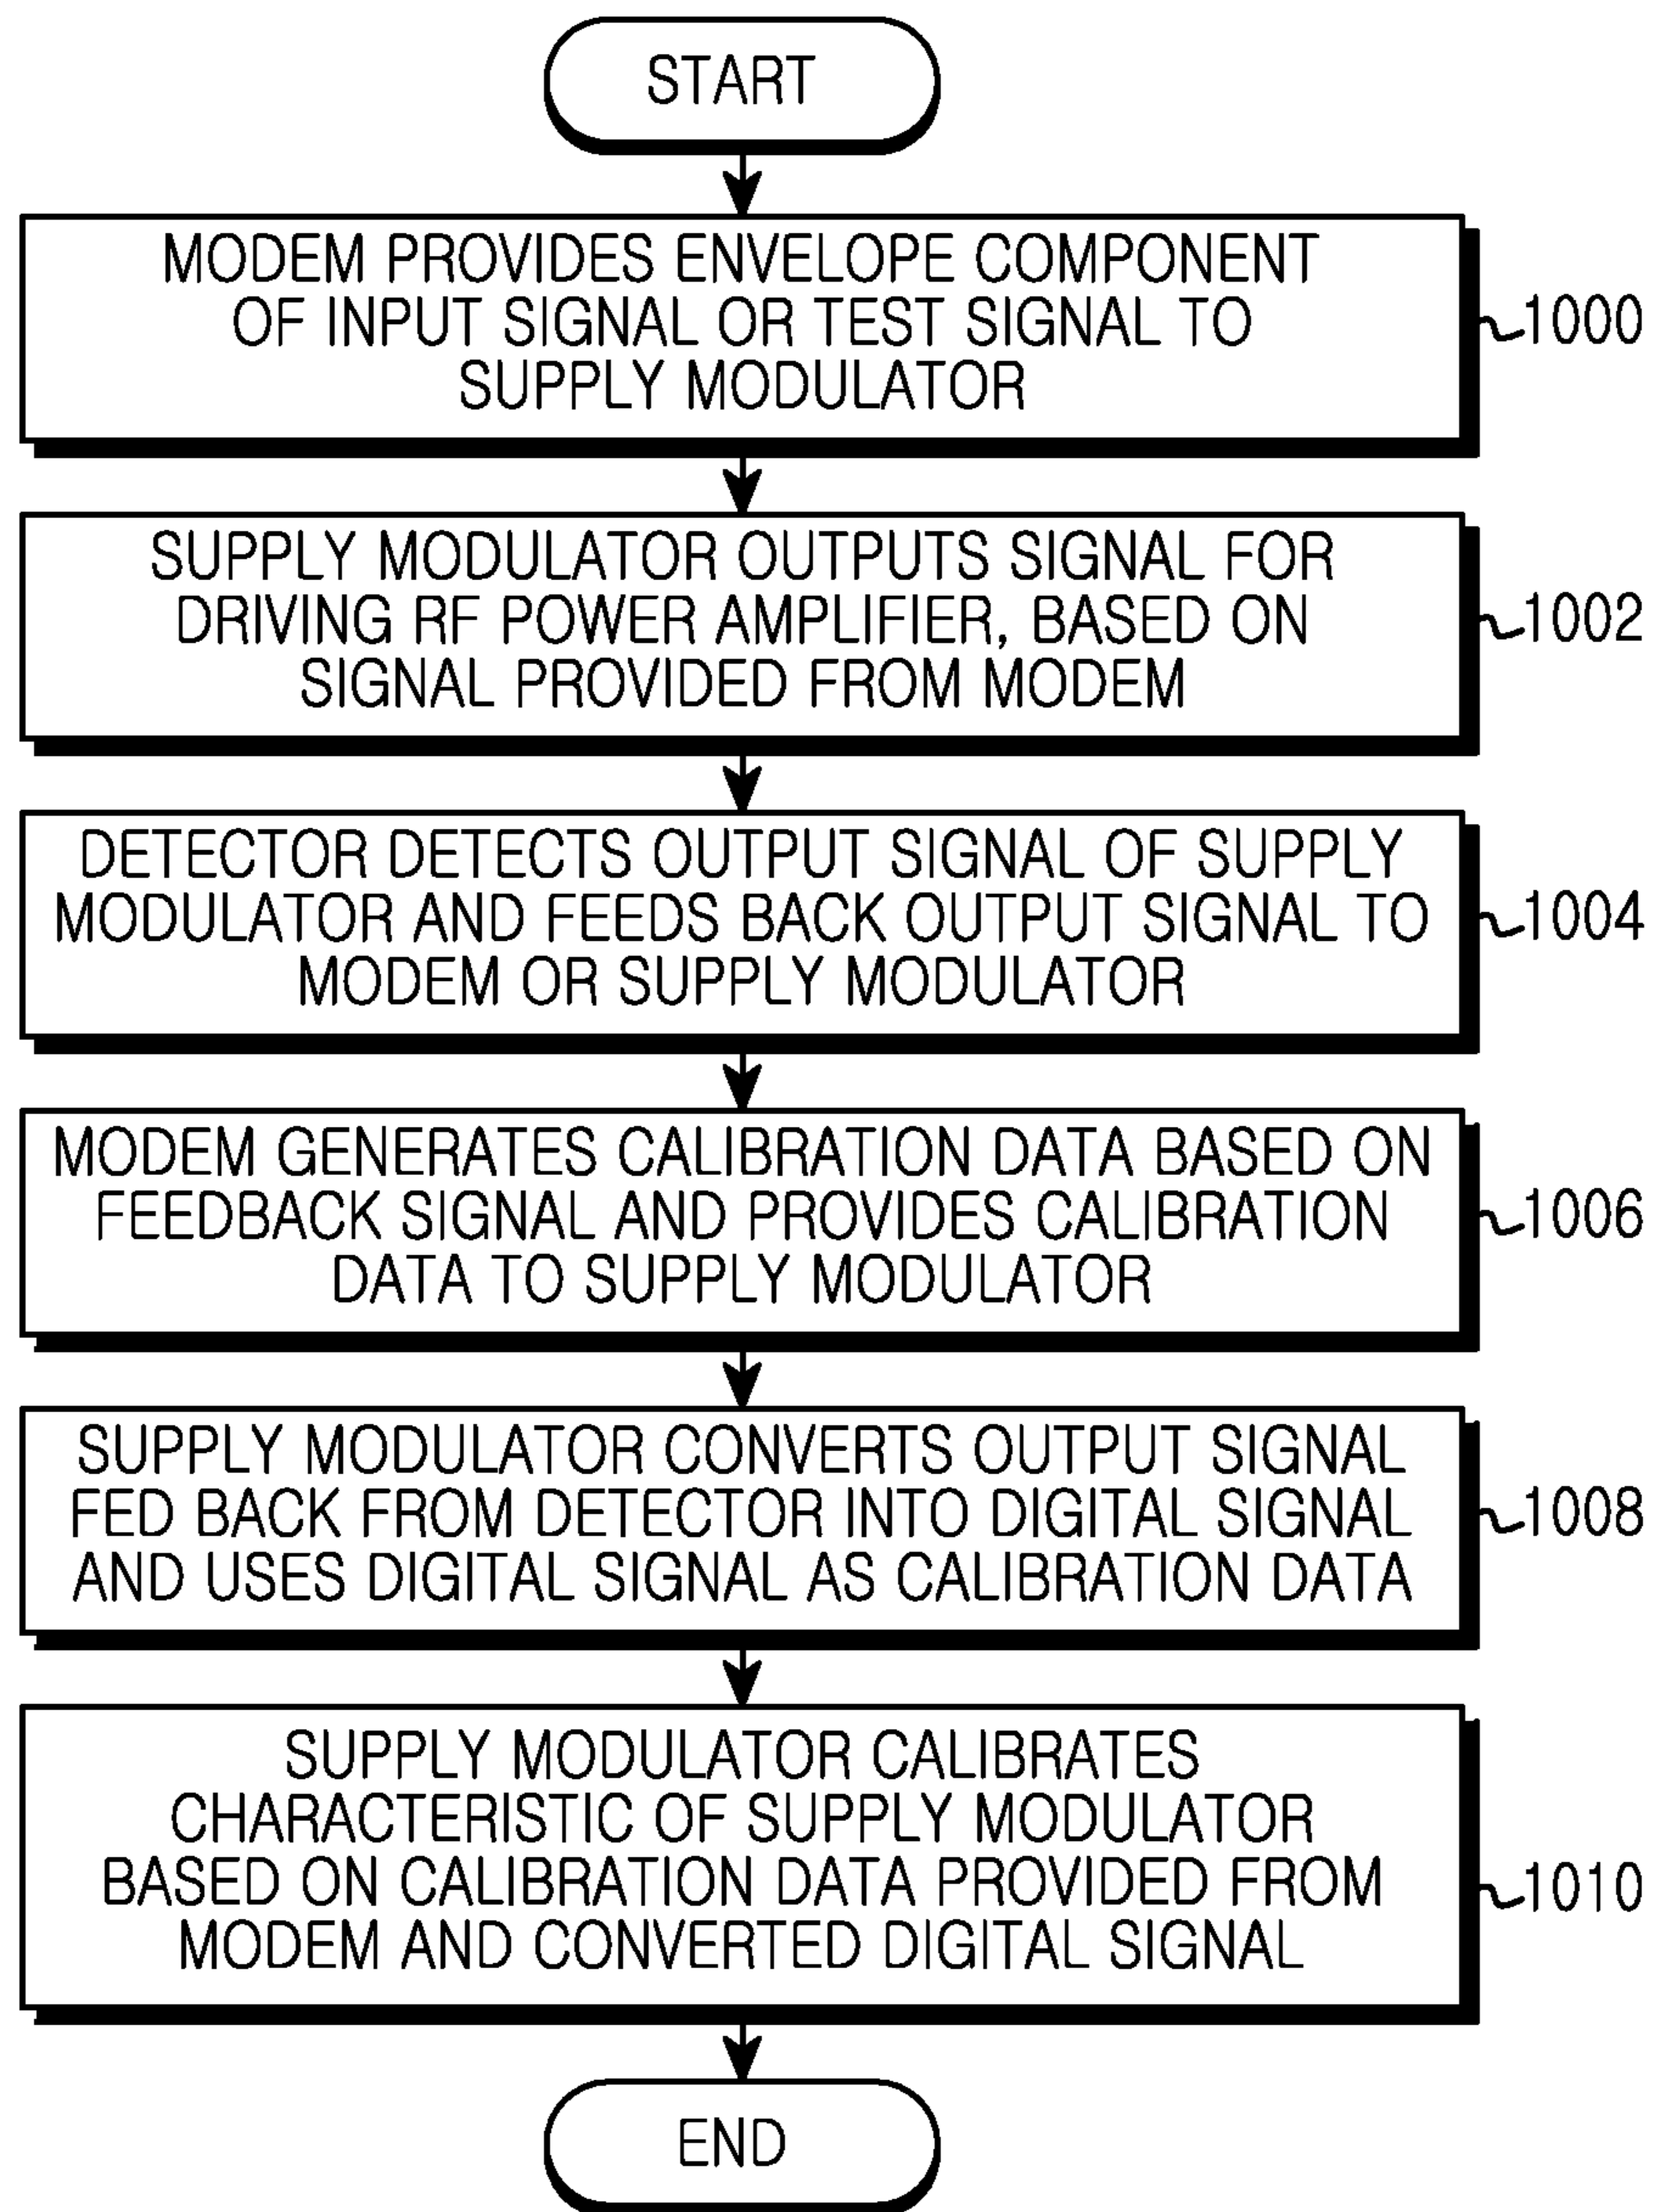 START
MODEM PROVIDES ENVELOPE COMPONENT
OF INPUT SIGNAL OR TEST SIGNAL TO
SUPPLY MODULATOR
1000
SUPPLY MODULATOR OUTPUTS SIGNAL FOR
DRIVING RF POWER AMPLIFIER, BASED ON
SIGNAL PROVIDED FROM MODEM
1002
DETECTOR DETECTS OUTPUT SIGNAL OF SUPPLY
MODULATOR AND FEEDS BACK OUTPUT SIGNAL TO
MODEM OR SUPPLY MODULATOR
1004
MODEM GENERATES CALIBRATION DATA BASED ON
FEEDBACK SIGNAL AND PROVIDES CALIBRATION
DATA TO SUPPLY MODULATOR
1006
SUPPLY MODULATOR CONVERTS OUTPUT SIGNAL
FED BACK FROM DETECTOR INTO DIGITAL SIGNAL
AND USES DIGITAL SIGNAL AS CALIBRATION DATA
1008
SUPPLY MODULATOR CALIBRATES
CHARACTERISTIC OF SUPPLY MODULATOR
BASED ON CALIBRATION DATA PROVIDED FROM
MODEM AND CONVERTED DIGITAL SIGNAL
1010
END